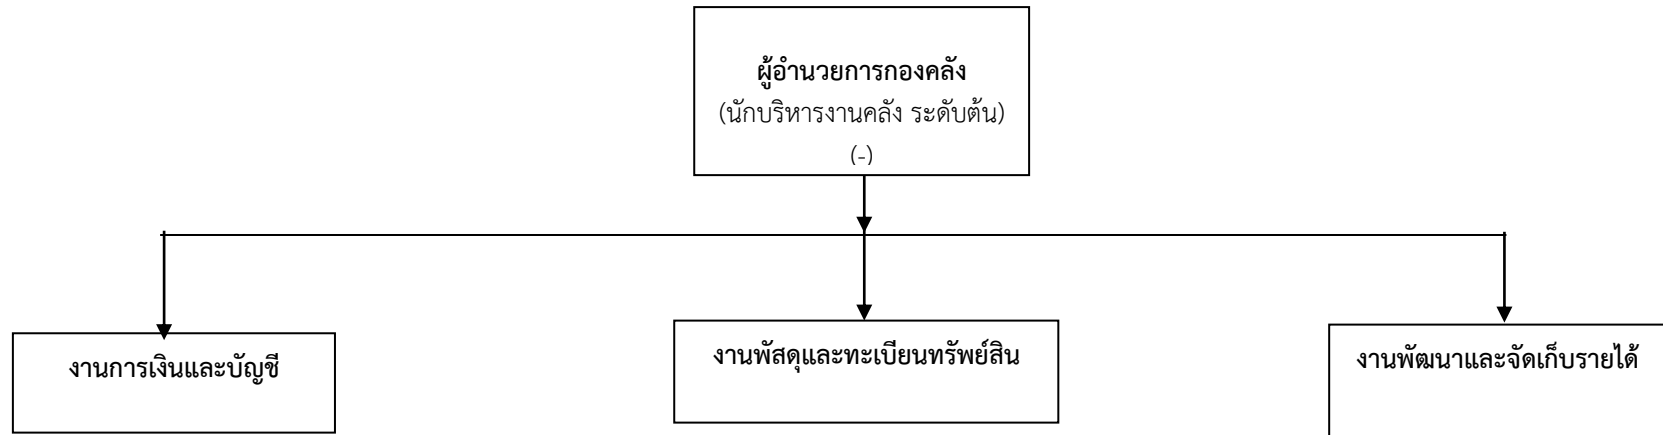 ผู้อำนวยการกองคลัง
(นักบริหารงานคลัง ระดับต้น)
(-)
งานการเงินและบัญชี
งานพัสดุและทะเบียนทรัพย์สิน
งานพัฒนาและจัดเก็บรายได้